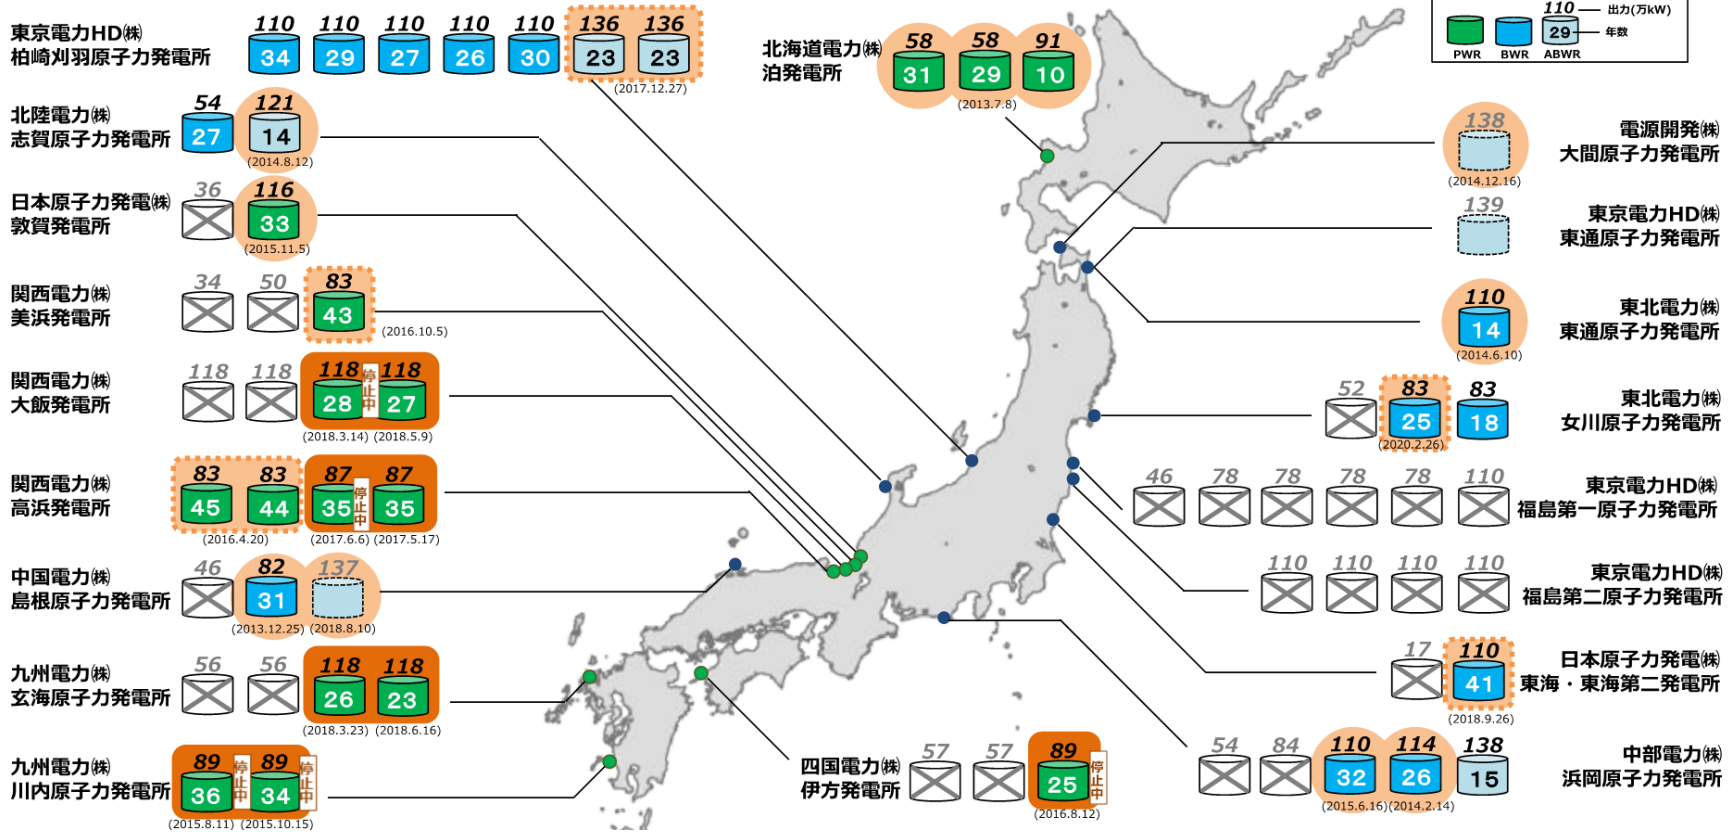 東京電力HD㈱
柏崎刈羽原子力発電所
110 110 110 110 110 136 136
34 29 27 26 30 23 23
(2017.12.27)
北陸電力㈱
志賀原子力発電所
54 121
27 14
(2014.8.12)
日本原子力発電㈱
敦賀発電所
36 116
33
(2015.11.5)
関西電力㈱
美浜発電所
34 50 83
43
(2016.10.5)
関西電力㈱
大飯発電所
118 118 118 118
28 停止中 27
(2018.3.14) (2018.5.9)
関西電力㈱
高浜発電所
83 83 87 87
45 44 35 停止中 35
(2016.4.20) (2017.6.6) (2017.5.17)
中国電力㈱
島根原子力発電所
46 82 137
31
(2013.12.25) (2018.8.10)
九州電力㈱
玄海原子力発電所
56 56 118 118
26 23
(2018.3.23) (2018.6.16)
九州電力㈱
川内原子力発電所
89 89
36 停止中 34 停止中
(2015.8.11) (2015.10.15)
北海道電力㈱
泊発電所
58 58 91
31 29 10
(2013.7.8)
四国電力㈱
伊方発電所
57 57 89
25 停止中
(2016.8.12)
110 出力(万kW)
29 年数
PWR BWR ABWR
138
電源開発㈱
大間原子力発電所
(2014.12.16)
139
東京電力HD㈱
東通原子力発電所
110
14
東北電力㈱
東通原子力発電所
(2014.6.10)
52 83 83
25 18
東北電力㈱
女川原子力発電所
(2020.2.26)
46 78 78 78 78 110
東京電力HD㈱
福島第一原子力発電所
110 110 110 110
東京電力HD㈱
福島第二原子力発電所
17 110
41
日本原子力発電㈱
東海・東海第二発電所
(2018.9.26)
54 84 110 114 138
32 26 15
中部電力㈱
浜岡原子力発電所
(2015.6.16) (2014.2.14)